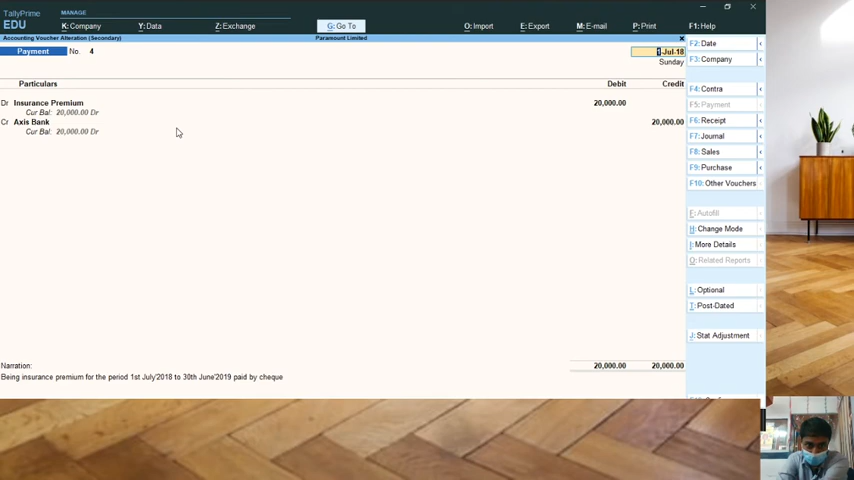 TallyPrime
EDU
MANAGE
K: Company
Y: Data
Z: Exchange
G: Go To
O: Import
E: Export
M: E-mail
P: Print
F1: Help
Accounting Voucher Alteration (Secondary)
Paramount Limited
Payment
No. 4
1-Jul-18
Sunday
Particulars
Debit
Credit
Dr Insurance Premium
20,000.00
Cur Bal: 20,000.00 Dr
Cr Axis Bank
20,000.00
Cur Bal: 20,000.00 Dr
Narration:
20,000.00
20,000.00
Being insurance premium for the period 1st July'2018 to 30th June'2019 paid by cheque
F2: Date
F3: Company
F4: Contra
F5: Payment
F6: Receipt
F7: Journal
F8: Sales
F9: Purchase
F10: Other Vouchers
E: Autofill
H: Change Mode
I: More Details
O: Related Reports
L: Optional
T: Post-Dated
J: Stat Adjustment